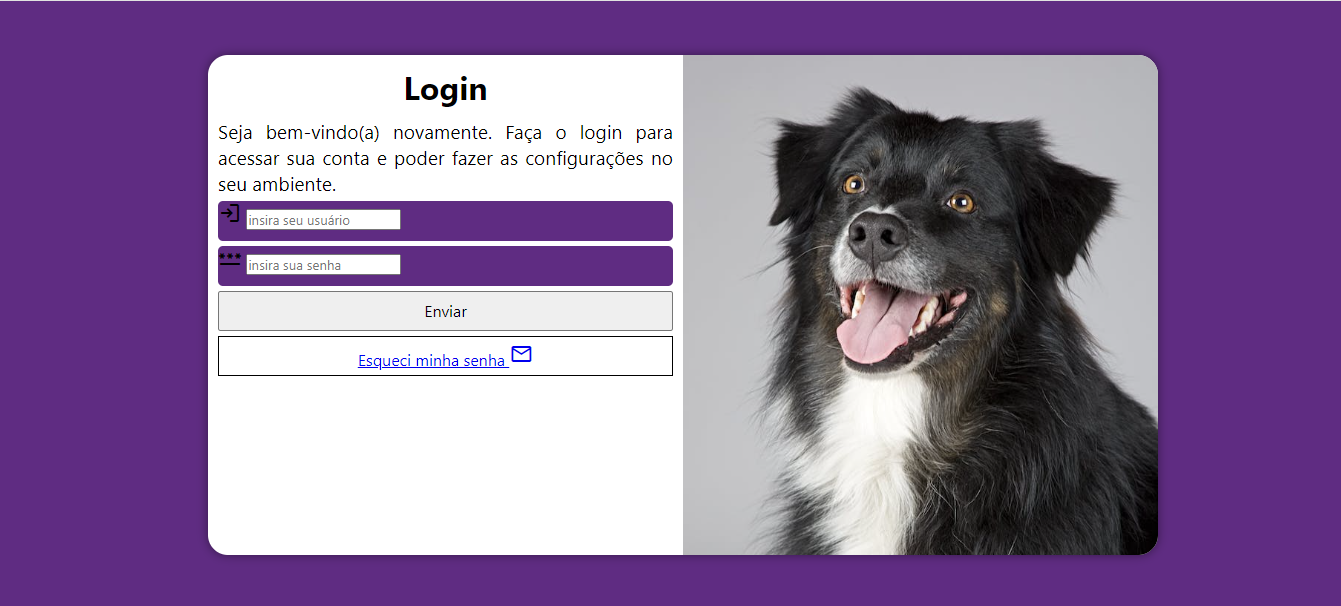 Login
Seja bem-vindo(a) novamente. Faça o login para
acessar sua conta e poder fazer as configurações no
seu ambiente.
insira seu usuário
insira sua senha
Enviar
Esqueci minha senha